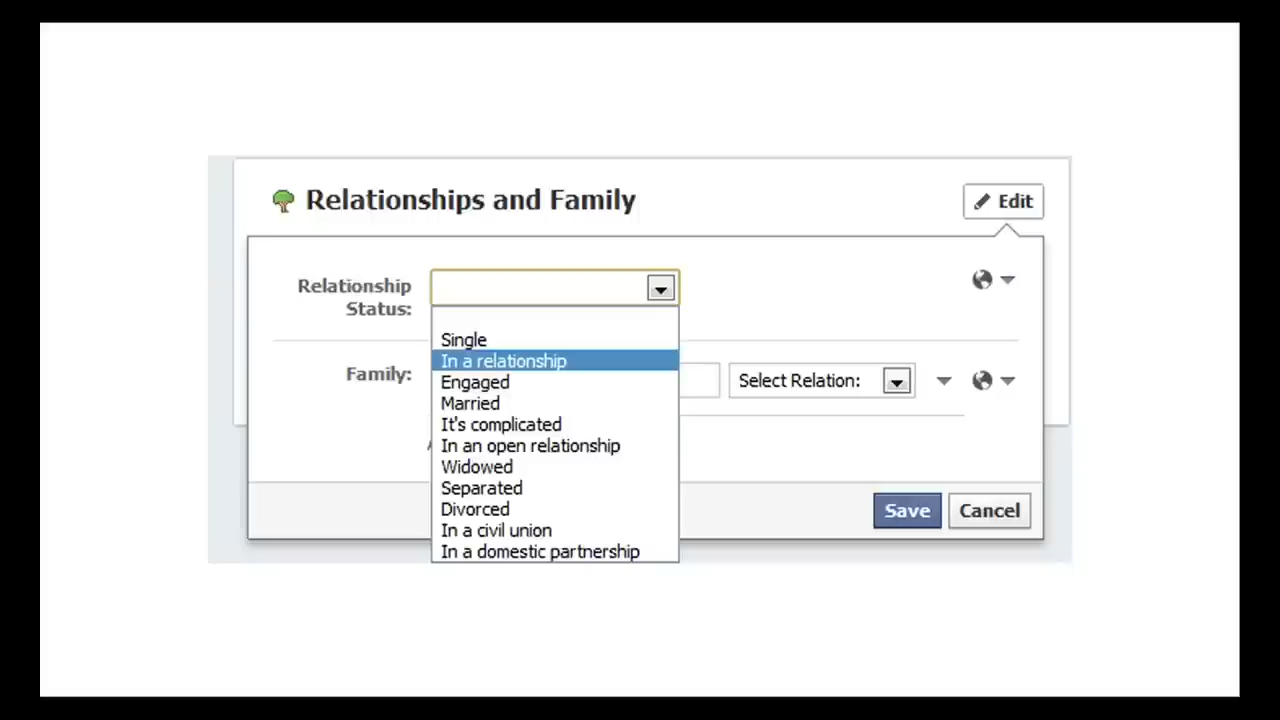 Relationships and Family
Edit
Relationship
Status:
Single
In a relationship
Engaged
Married
It's complicated
In an open relationship
Widowed
Separated
Divorced
In a civil union
In a domestic partnership
Family:
Select Relation:
Save
Cancel